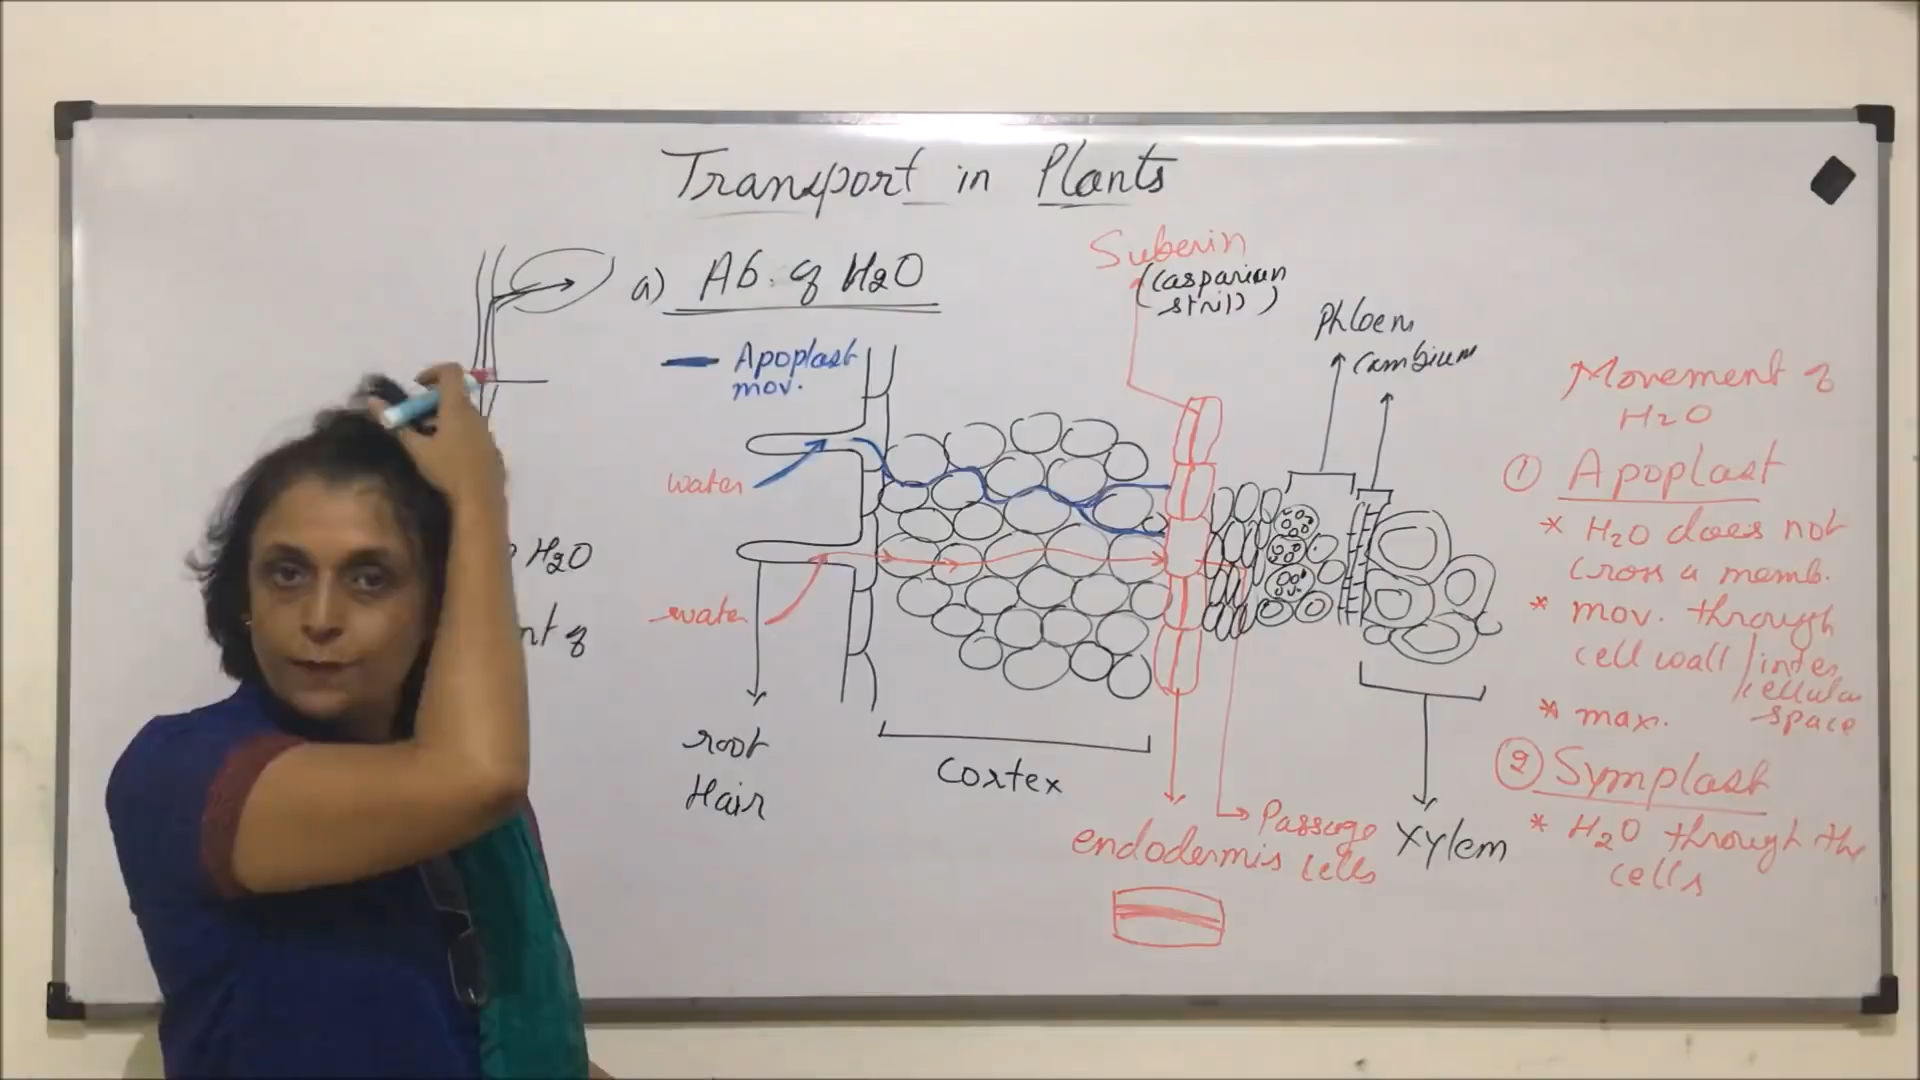 Transport in Plants
a) Ab. of H2O
Apoplast
mov.
Suberin
(casparian
strip)
Phloem
cambium
water
water
H2O
nt of
root
Hair
Cortex
endodermis
Passage
cells
Xylem
Movement of
H2O
① Apoplast
* H2O does not
cross a memb.
* mov. through
cell wall / inter
cellular
space
* max.
② Symplast
* H2O through the
cells